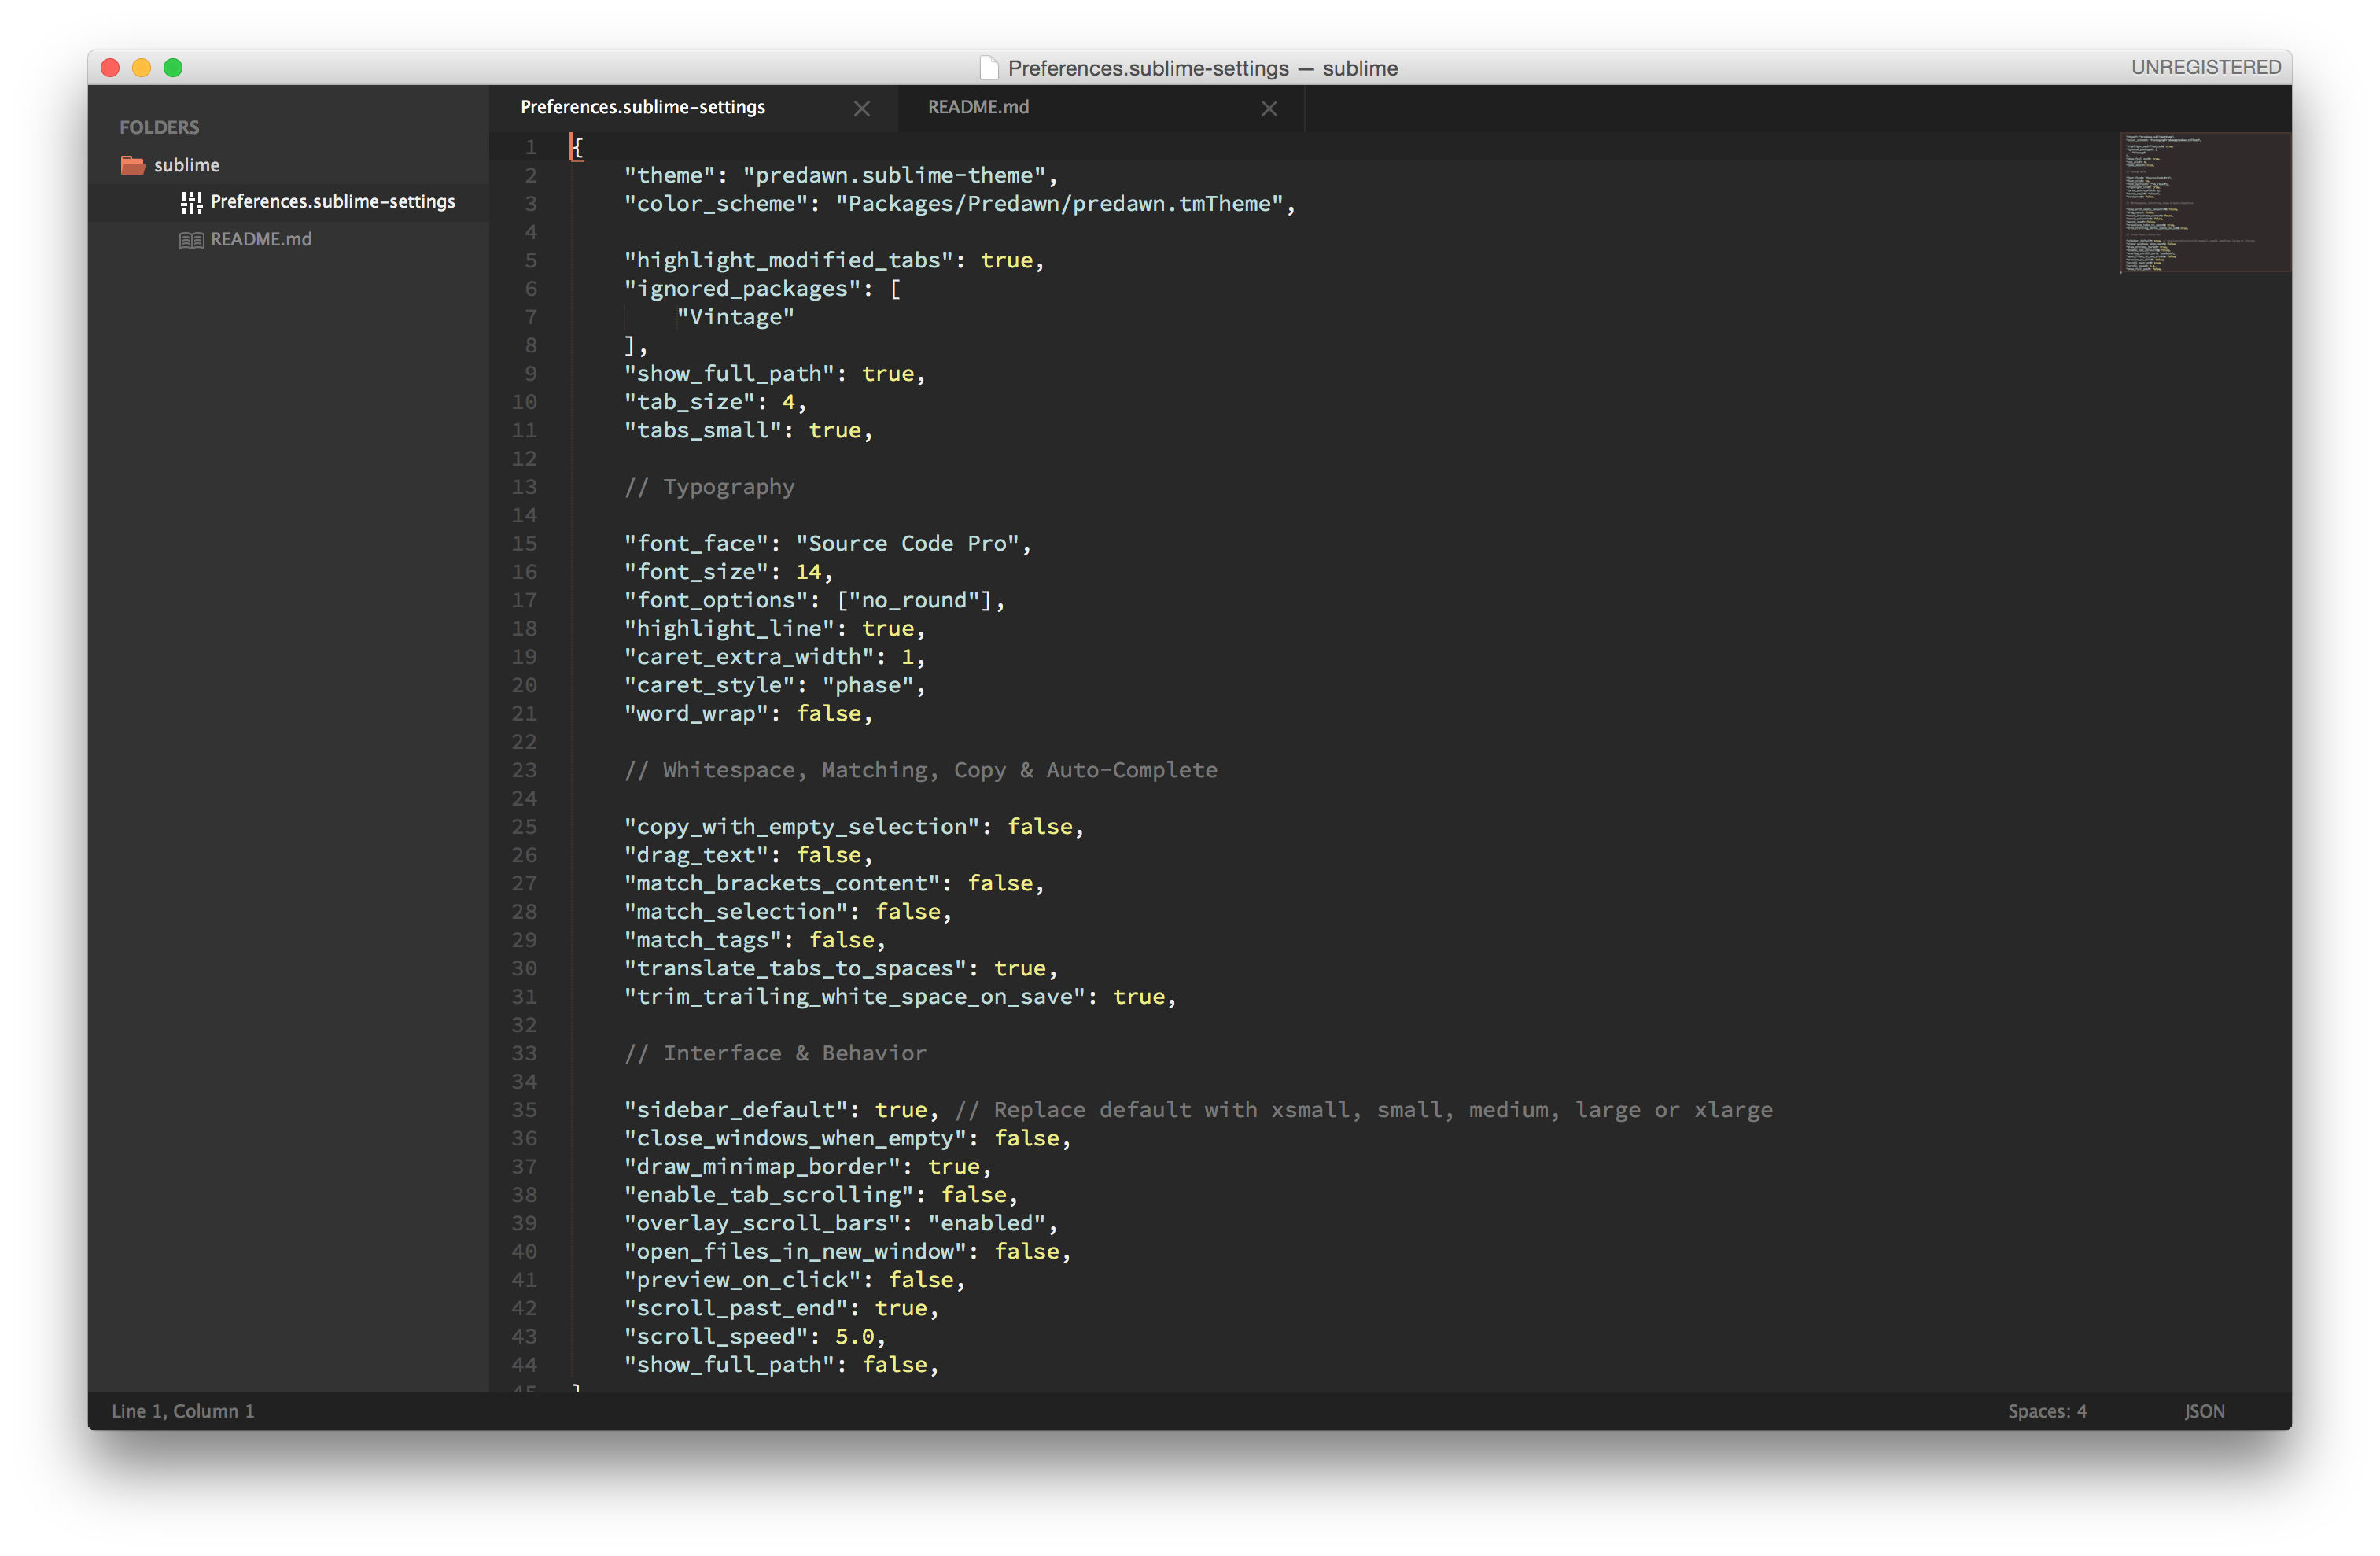 Preferences.sublime-settings — sublime
UNREGISTERED
FOLDERS
sublime
Preferences.sublime-settings
README.md
Preferences.sublime-settings
README.md
1 {
2 "theme": "predawn.sublime-theme",
3 "color_scheme": "Packages/Predawn/predawn.tmTheme",
4
5 "highlight_modified_tabs": true,
6 "ignored_packages": [
7 "Vintage"
8 ],
9 "show_full_path": true,
10 "tab_size": 4,
11 "tabs_small": true,
12
13 // Typography
14
15 "font_face": "Source Code Pro",
16 "font_size": 14,
17 "font_options": ["no_round"],
18 "highlight_line": true,
19 "caret_extra_width": 1,
20 "caret_style": "phase",
21 "word_wrap": false,
22
23 // Whitespace, Matching, Copy & Auto-Complete
24
25 "copy_with_empty_selection": false,
26 "drag_text": false,
27 "match_brackets_content": false,
28 "match_selection": false,
29 "match_tags": false,
30 "translate_tabs_to_spaces": true,
31 "trim_trailing_white_space_on_save": true,
32
33 // Interface & Behavior
34
35 "sidebar_default": true, // Replace default with xsmall, small, medium, large or xlarge
36 "close_windows_when_empty": false,
37 "draw_minimap_border": true,
38 "enable_tab_scrolling": false,
39 "overlay_scroll_bars": "enabled",
40 "open_files_in_new_window": false,
41 "preview_on_click": false,
42 "scroll_past_end": true,
43 "scroll_speed": 5.0,
44 "show_full_path": false,
45 }
Line 1, Column 1
Spaces: 4
JSON